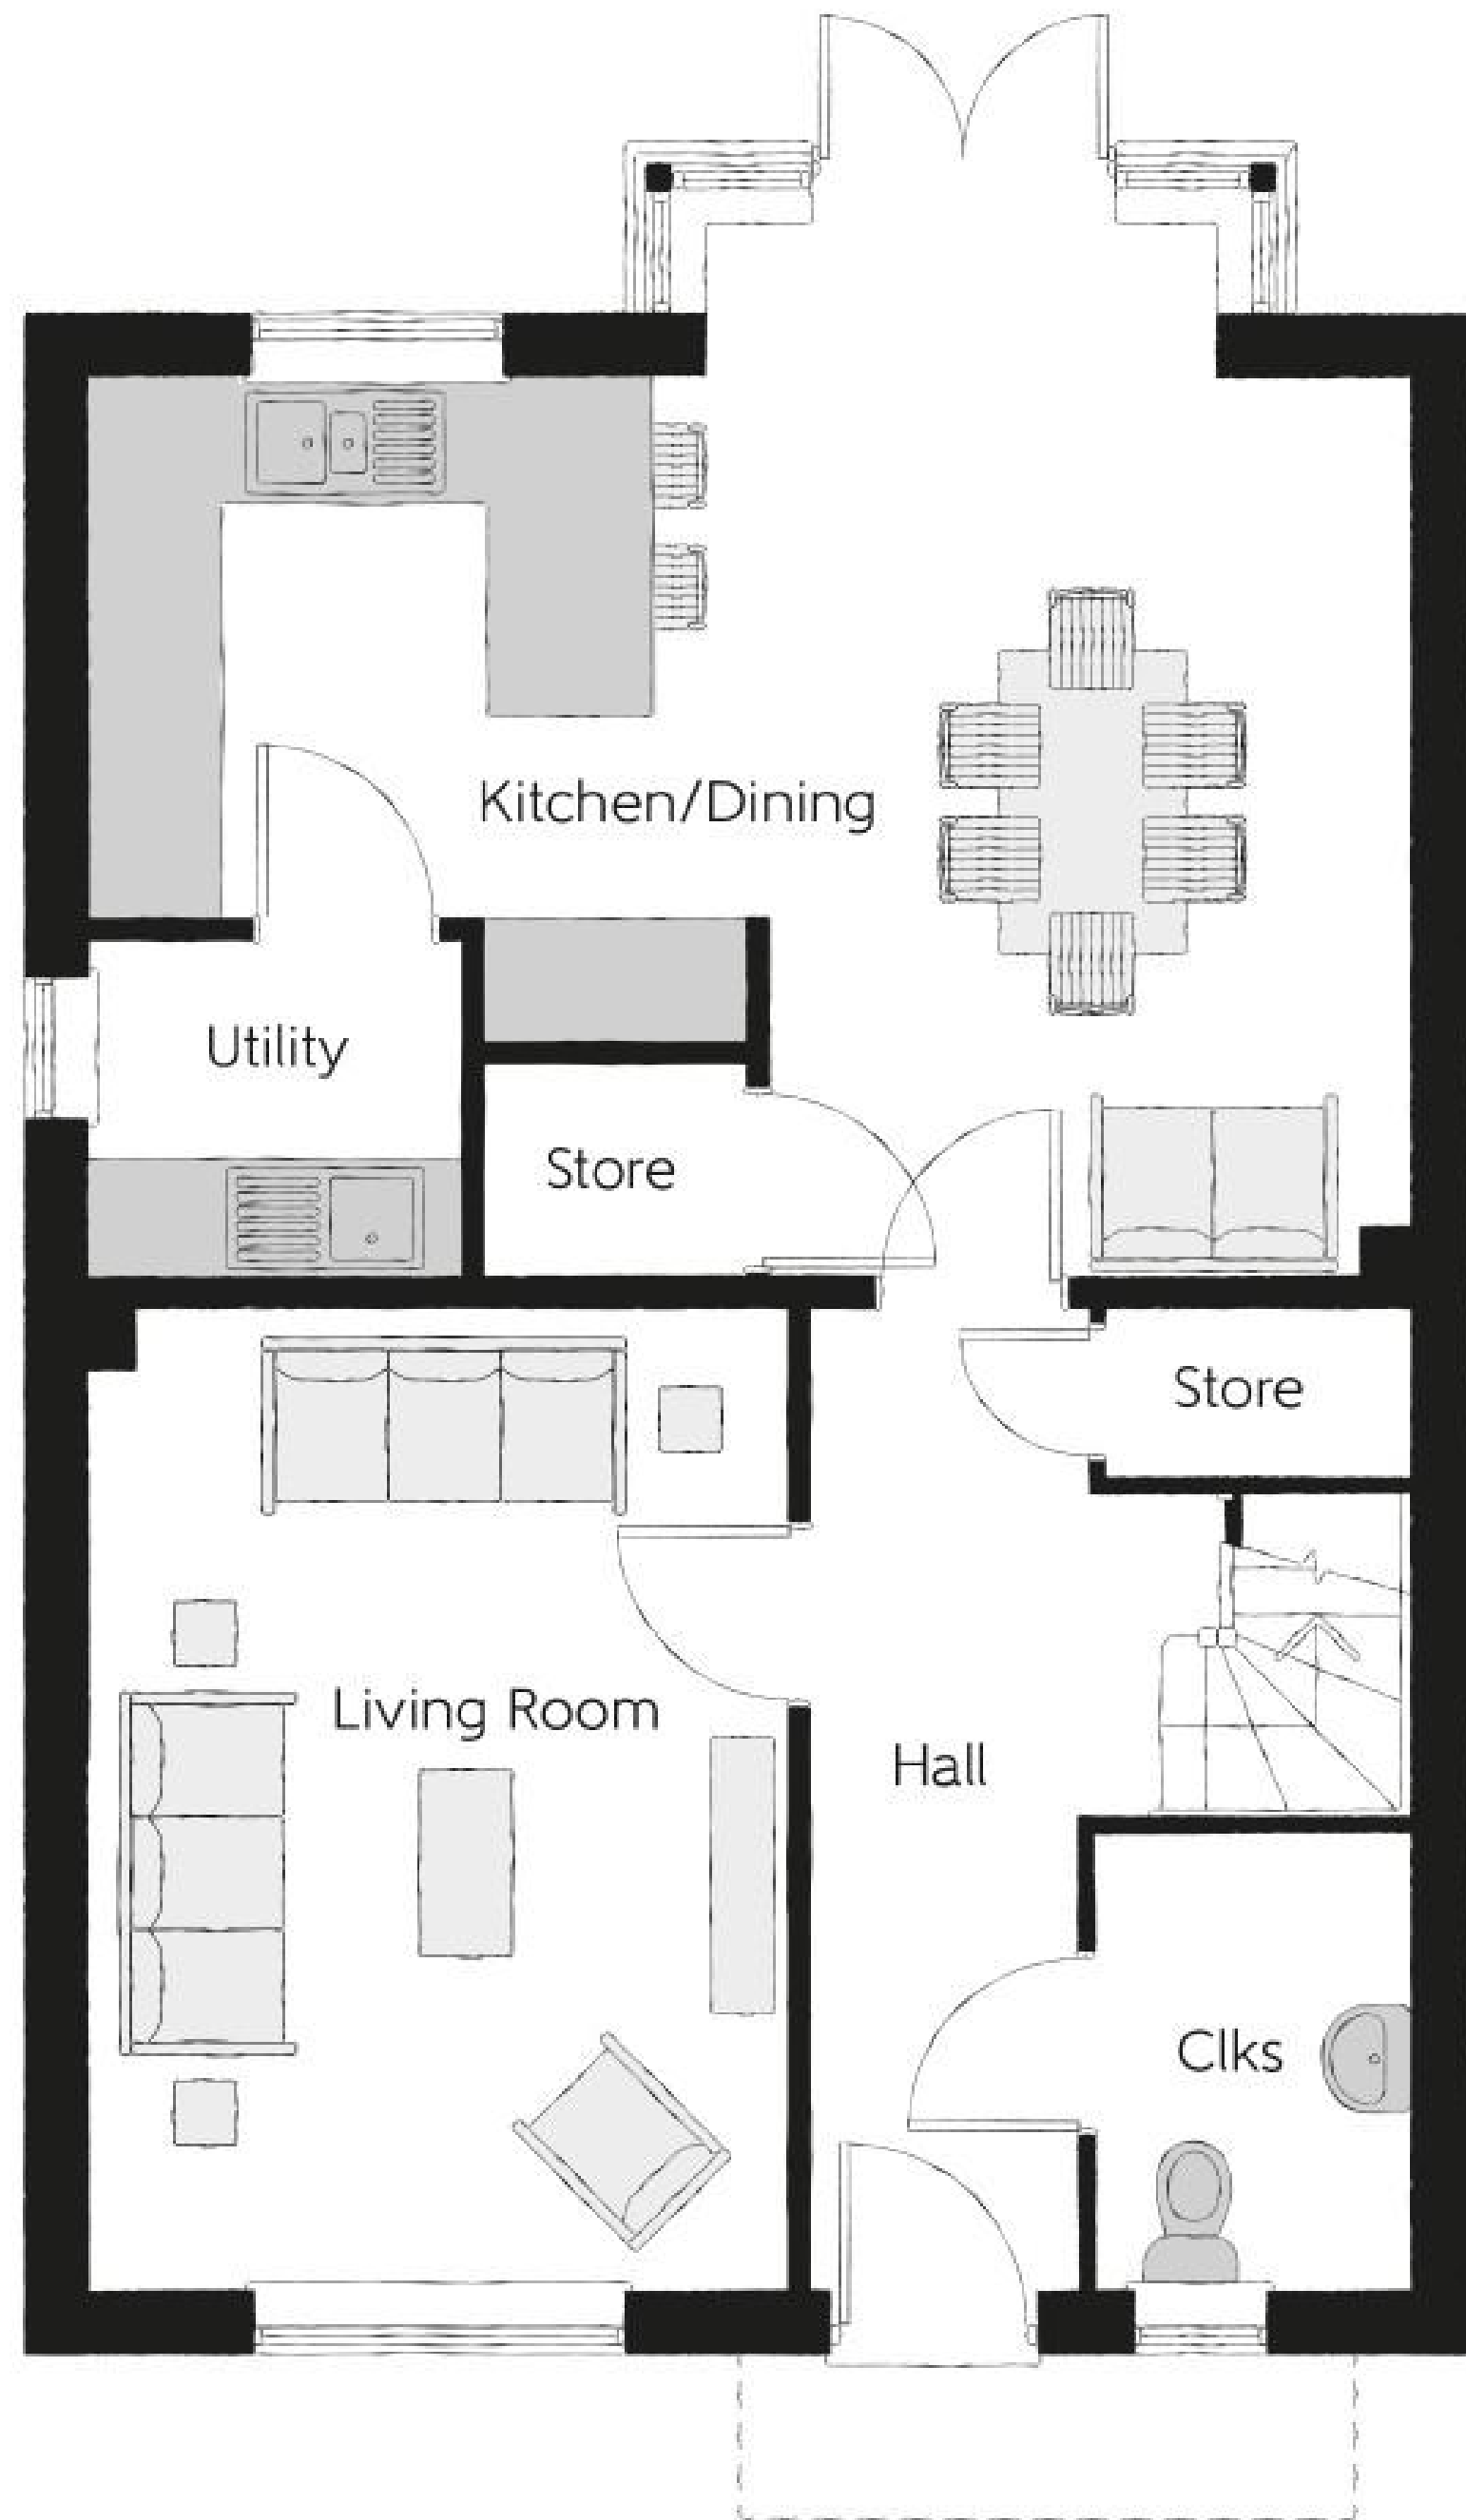 Kitchen/Dining
Utility
Store
Store
Living Room
Hall
Clks